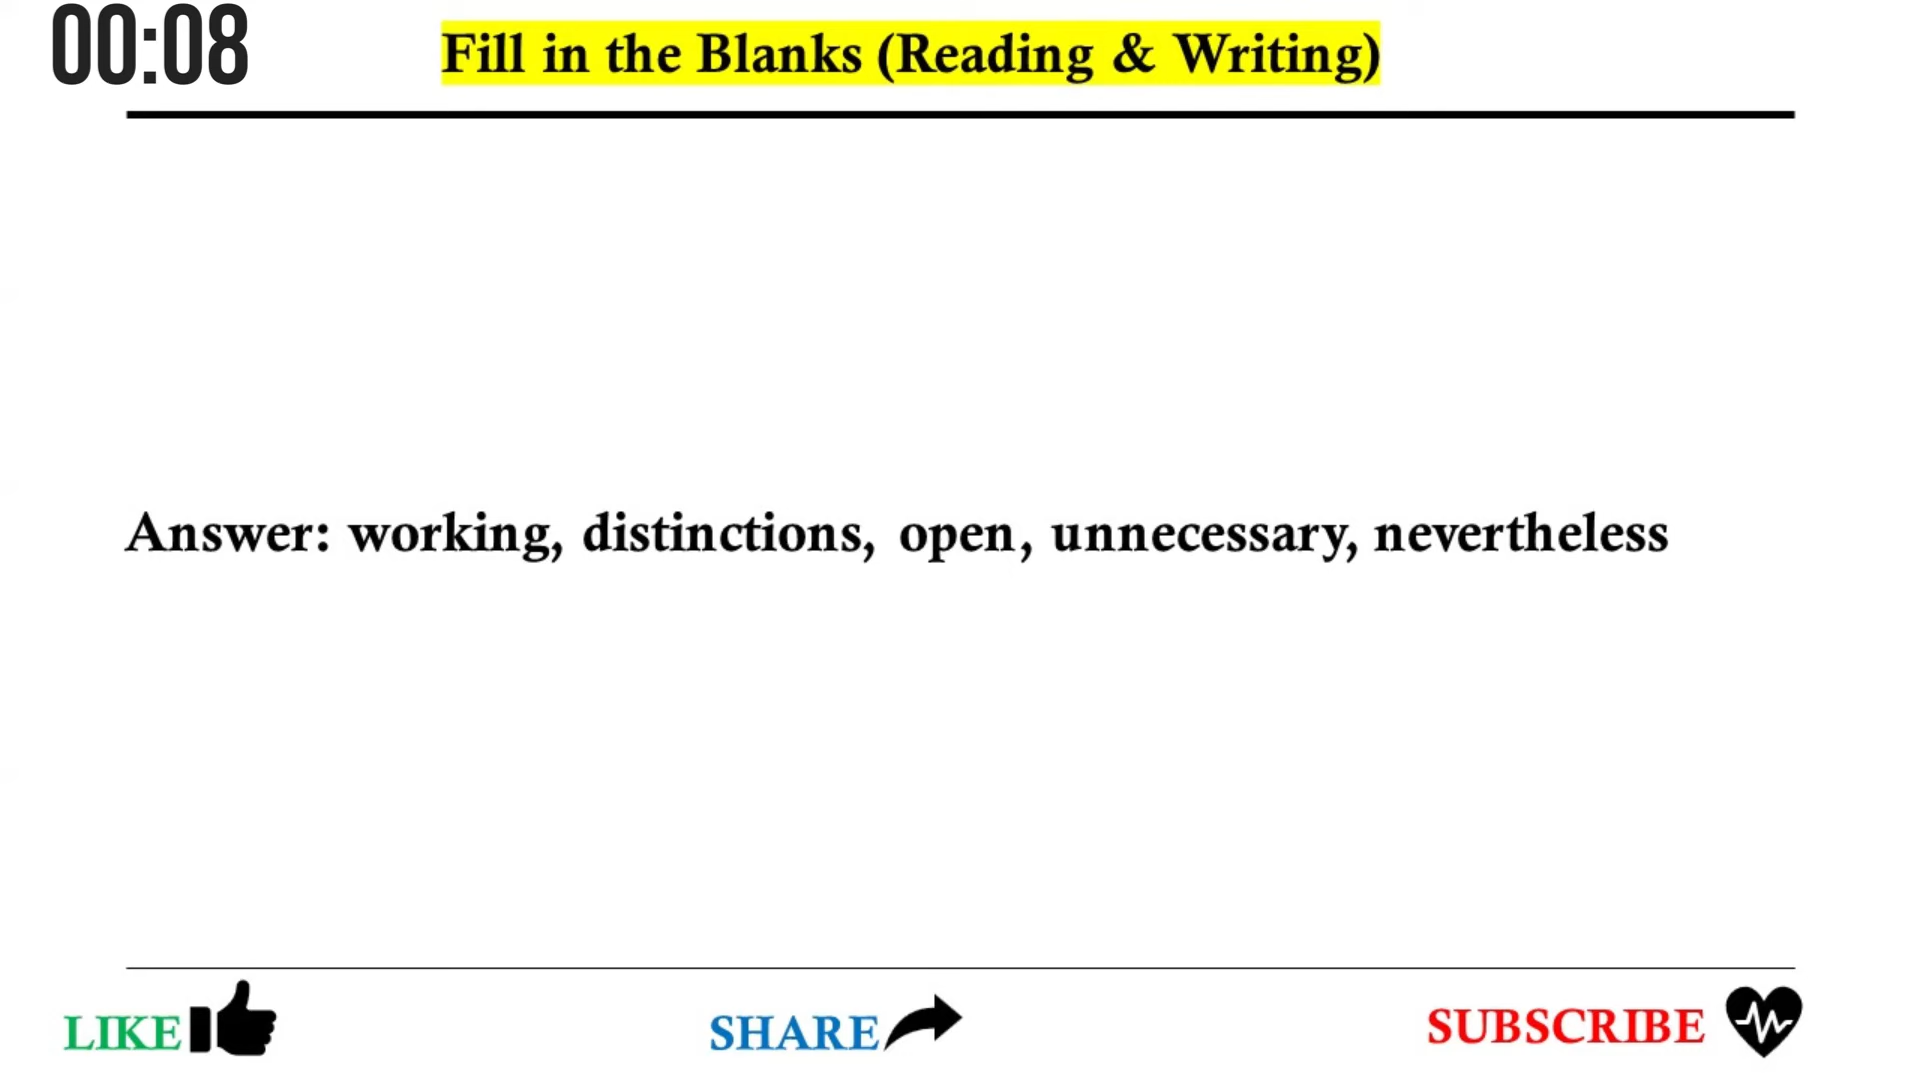 00:08
Fill in the Blanks (Reading & Writing)
Answer: working, distinctions, open, unnecessary, nevertheless
LIKE
SHARE
SUBSCRIBE